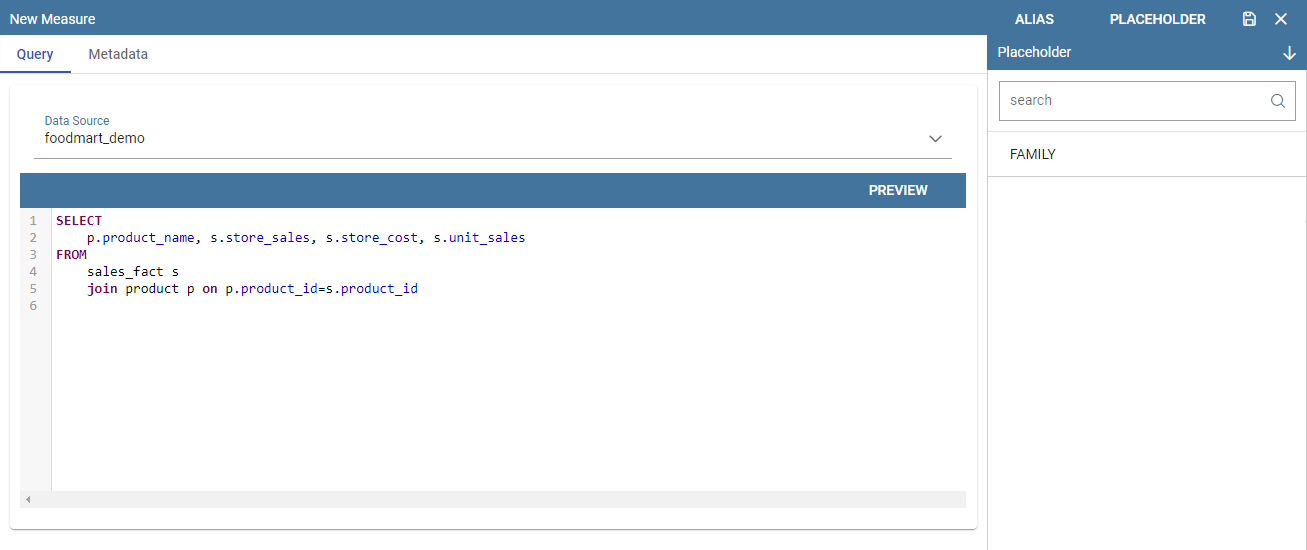 New Measure
ALIAS
PLACEHOLDER
Query
Metadata
Placeholder
search
FAMILY
Data Source
foodmart_demo
PREVIEW
1 SELECT
2     p.product_name, s.store_sales, s.store_cost, s.unit_sales
3 FROM
4     sales_fact s
5     join product p on p.product_id=s.product_id
6